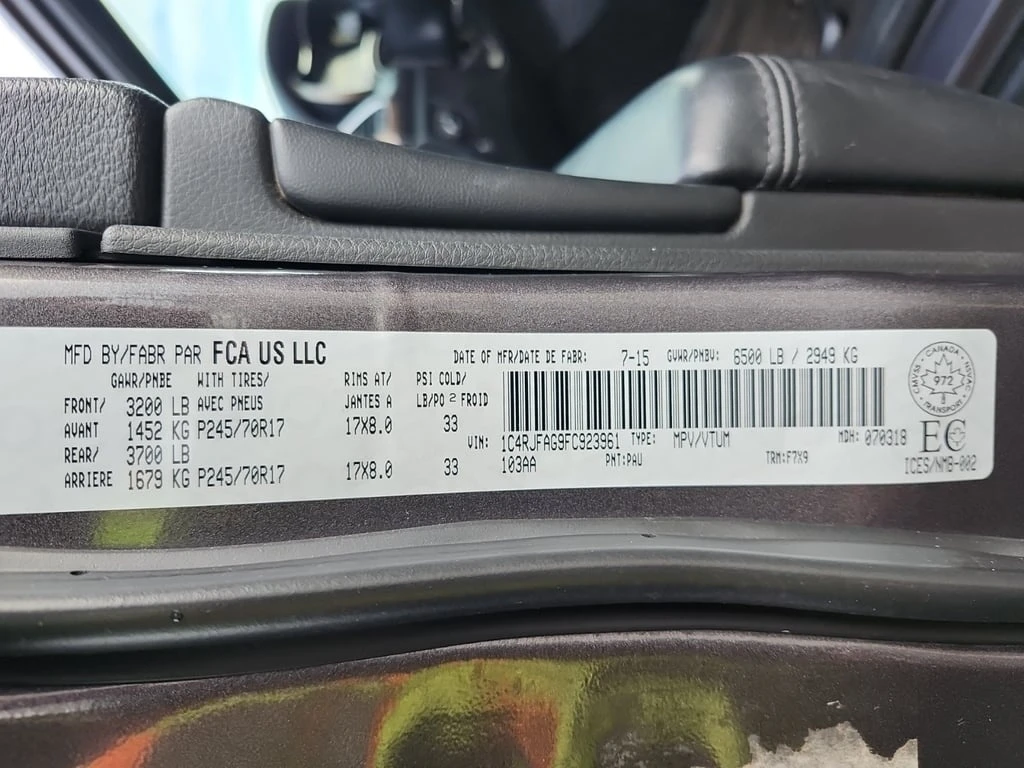 MFD BY/FABR PAR FCA US LLC
DATE OF MFR/DATE DE FABR: 7-15 GVWR/PNBV: 6500 LB / 2949 KG
GAWR/PNBE WITH TIRES/ RIMS AT/ PSI COLD/
FRONT/ 3200 LB AVEC PNEUS JANTES A LB/PO 2 FROID
AVANT 1452 KG P245/70R17 17X8.0 33
REAR/ 3700 LB
ARRIERE 1679 KG P245/70R17 17X8.0 33
VIN: 1C4RJFAG9FC923961 TYPE: MPV/VTUM MDH: 070318
103AA PNT:PAU TRM:F7X9
CANADA
CMVSS NSVAC
972
8
TRANSPORT
EC
ICES/NMB-002